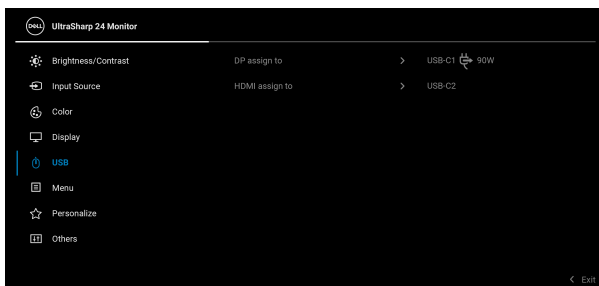 DELL UltraSharp 24 Monitor
Brightness/Contrast DP assign to > USB-C1 90W
Input Source HDMI assign to > USB-C2
Color
Display
USB
Menu
Personalize
Others
< Exit